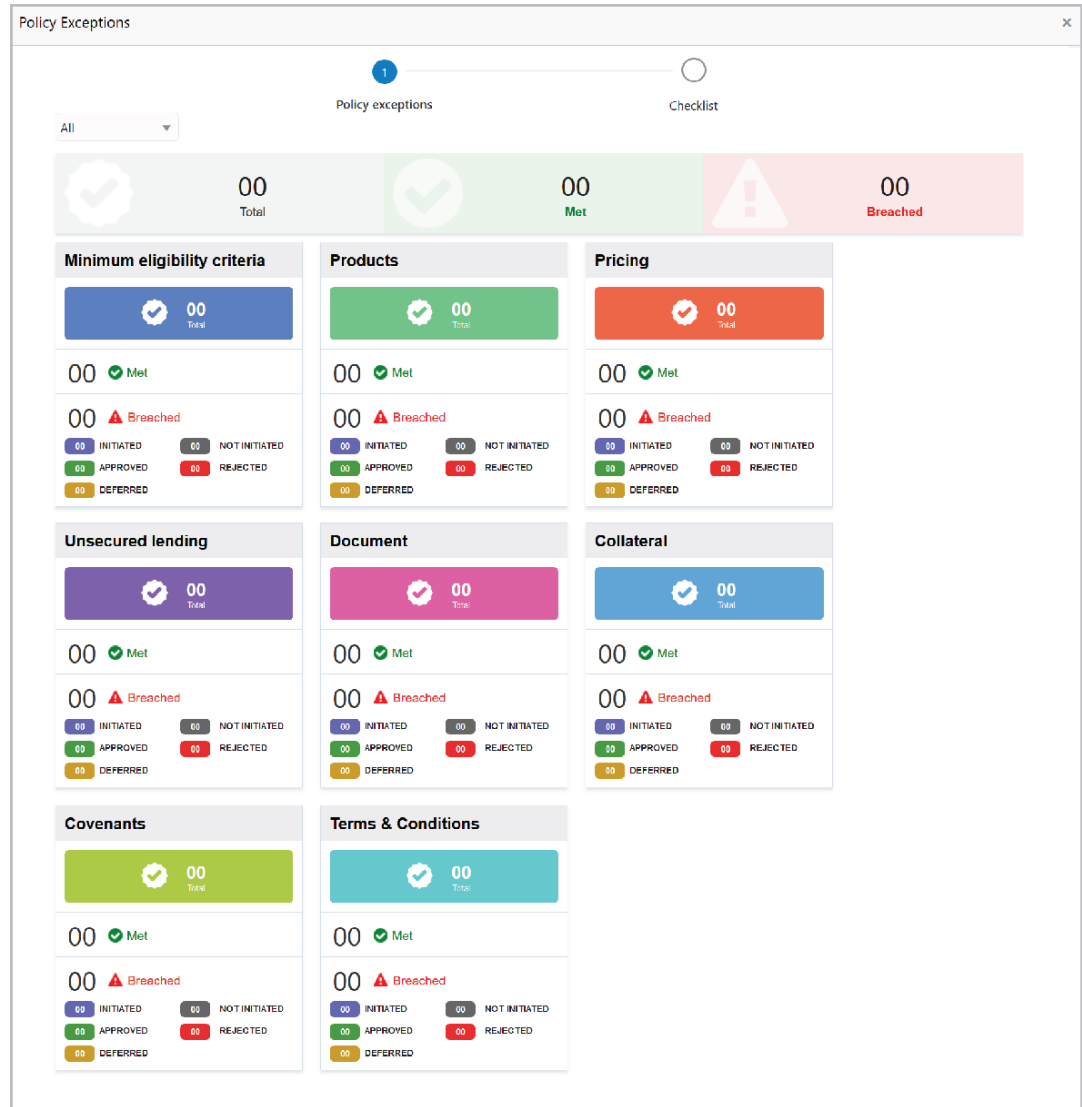 Policy Exceptions ×
1
Policy exceptions Checklist
All
00 00 00
Total Met Breached
Minimum eligibility criteria Products Pricing
00 00 00
Total Total Total
00 Met 00 Met 00 Met
00 Breached 00 Breached 00 Breached
00 INITIATED 00 NOT INITIATED 00 INITIATED 00 NOT INITIATED 00 INITIATED 00 NOT INITIATED
00 APPROVED 00 REJECTED 00 APPROVED 00 REJECTED 00 APPROVED 00 REJECTED
00 DEFERRED 00 DEFERRED 00 DEFERRED
Unsecured lending Document Collateral
00 00 00
Total Total Total
00 Met 00 Met 00 Met
00 Breached 00 Breached 00 Breached
00 INITIATED 00 NOT INITIATED 00 INITIATED 00 NOT INITIATED 00 INITIATED 00 NOT INITIATED
00 APPROVED 00 REJECTED 00 APPROVED 00 REJECTED 00 APPROVED 00 REJECTED
00 DEFERRED 00 DEFERRED 00 DEFERRED
Covenants Terms & Conditions
00 00
Total Total
00 Met 00 Met
00 Breached 00 Breached
00 INITIATED 00 NOT INITIATED 00 INITIATED 00 NOT INITIATED
00 APPROVED 00 REJECTED 00 APPROVED 00 REJECTED
00 DEFERRED 00 DEFERRED